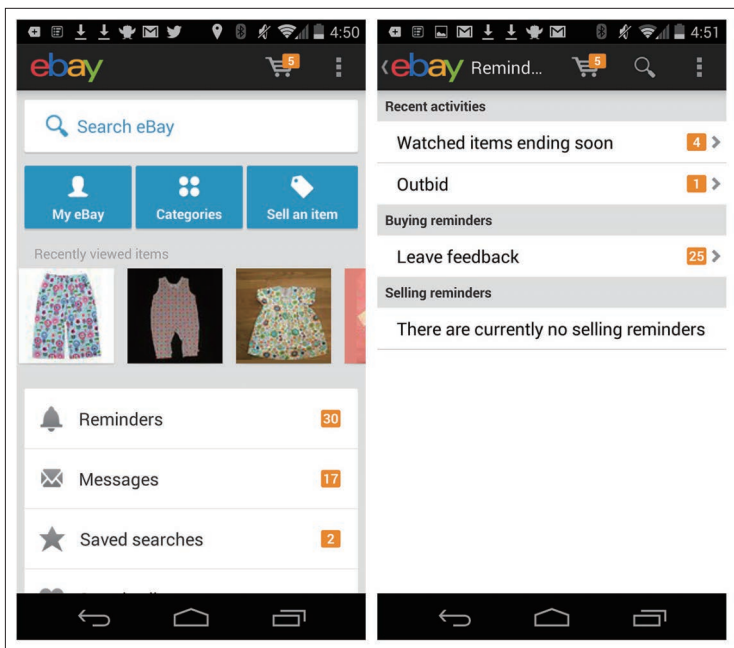 4:50
ebay
5
Search eBay
My eBay
Categories
Sell an item
Recently viewed items
Reminders
30
Messages
17
Saved searches
2
4:51
ebay Remind...
5
Recent activities
Watched items ending soon
4
Outbid
1
Buying reminders
Leave feedback
25
Selling reminders
There are currently no selling reminders